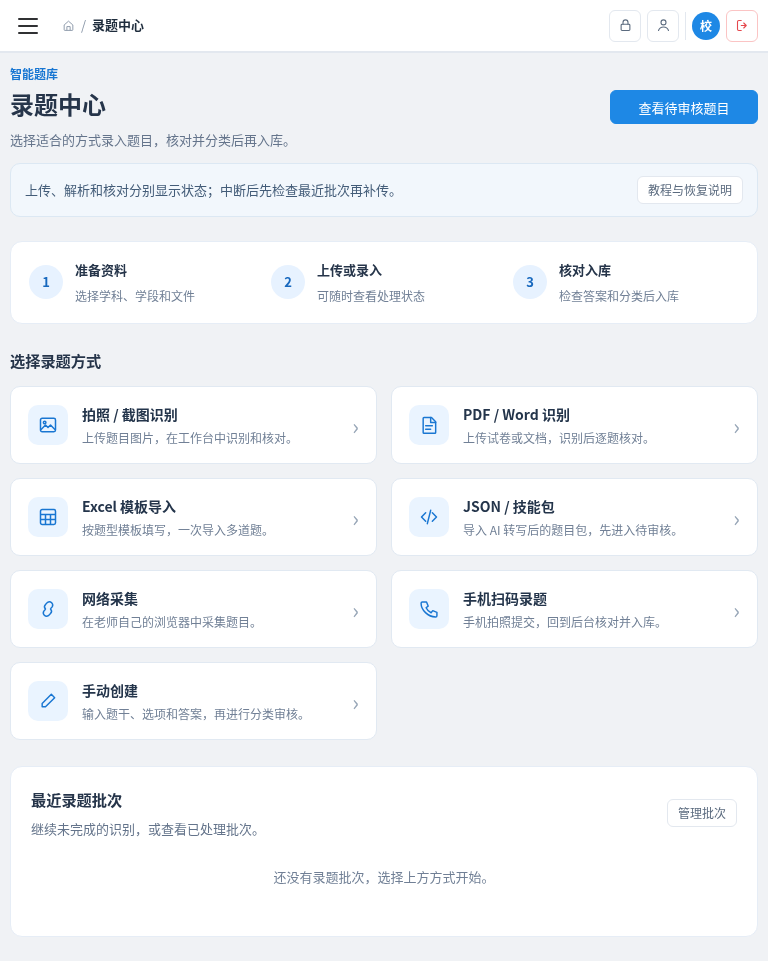 / 录题中心
校
智能题库
录题中心
查看待审核题目
选择适合的方式录入题目，核对并分类后再入库。
上传、解析和核对分别显示状态；中断后先检查最近批次再补传。
教程与恢复说明
1
准备资料
选择学科、学段和文件
2
上传或录入
可随时查看处理状态
3
核对入库
检查答案和分类后入库
选择录题方式
拍照 / 截图识别
上传题目图片，在工作台中识别和核对。
PDF / Word 识别
上传试卷或文档，识别后逐题核对。
Excel 模板导入
按题型模板填写，一次导入多道题。
JSON / 技能包
导入 AI 转写后的题目包，先进入待审核。
网络采集
在老师自己的浏览器中采集题目。
手机扫码录题
手机拍照提交，回到后台核对并入库。
手动创建
输入题干、选项和答案，再进行分类审核。
最近录题批次
继续未完成的识别，或查看已处理批次。
管理批次
还没有录题批次，选择上方方式开始。